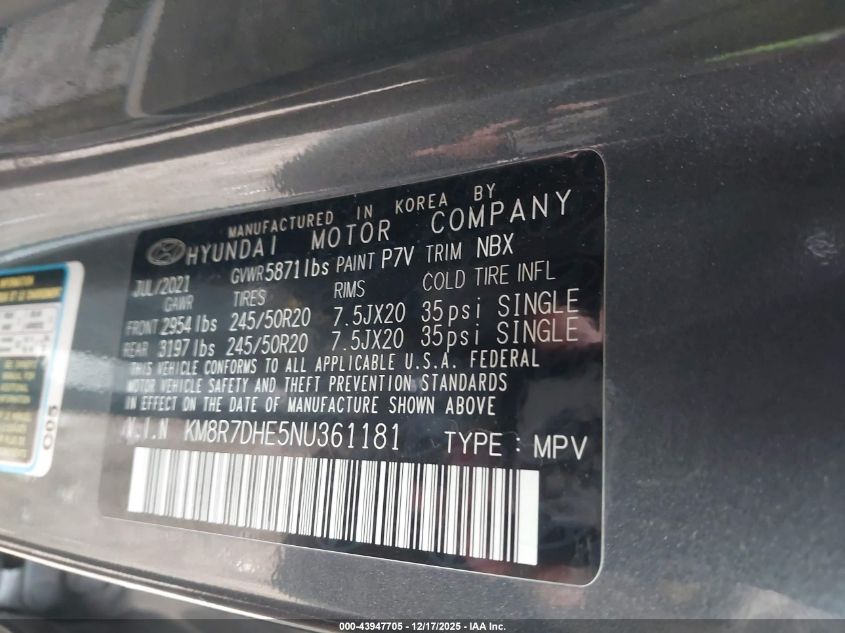 MANUFACTURED IN KOREA BY
HYUNDAI MOTOR COMPANY
JUL/2021 GVWR 5871 lbs PAINT P7V TRIM NBX
GAWR TIRES RIMS COLD TIRE INFL
FRONT 2954 lbs 245/50R20 7.5JX20 35psi SINGLE
REAR 3197 lbs 245/50R20 7.5JX20 35psi SINGLE
THIS VEHICLE CONFORMS TO ALL APPLICABLE U.S.A. FEDERAL
MOTOR VEHICLE SAFETY AND THEFT PREVENTION STANDARDS
IN EFFECT ON THE DATE OF MANUFACTURE SHOWN ABOVE
V.I.N KM8R7DHE5NU361181 TYPE : MPV
C05
000-43947705 - 12/17/2025 - IAA Inc.